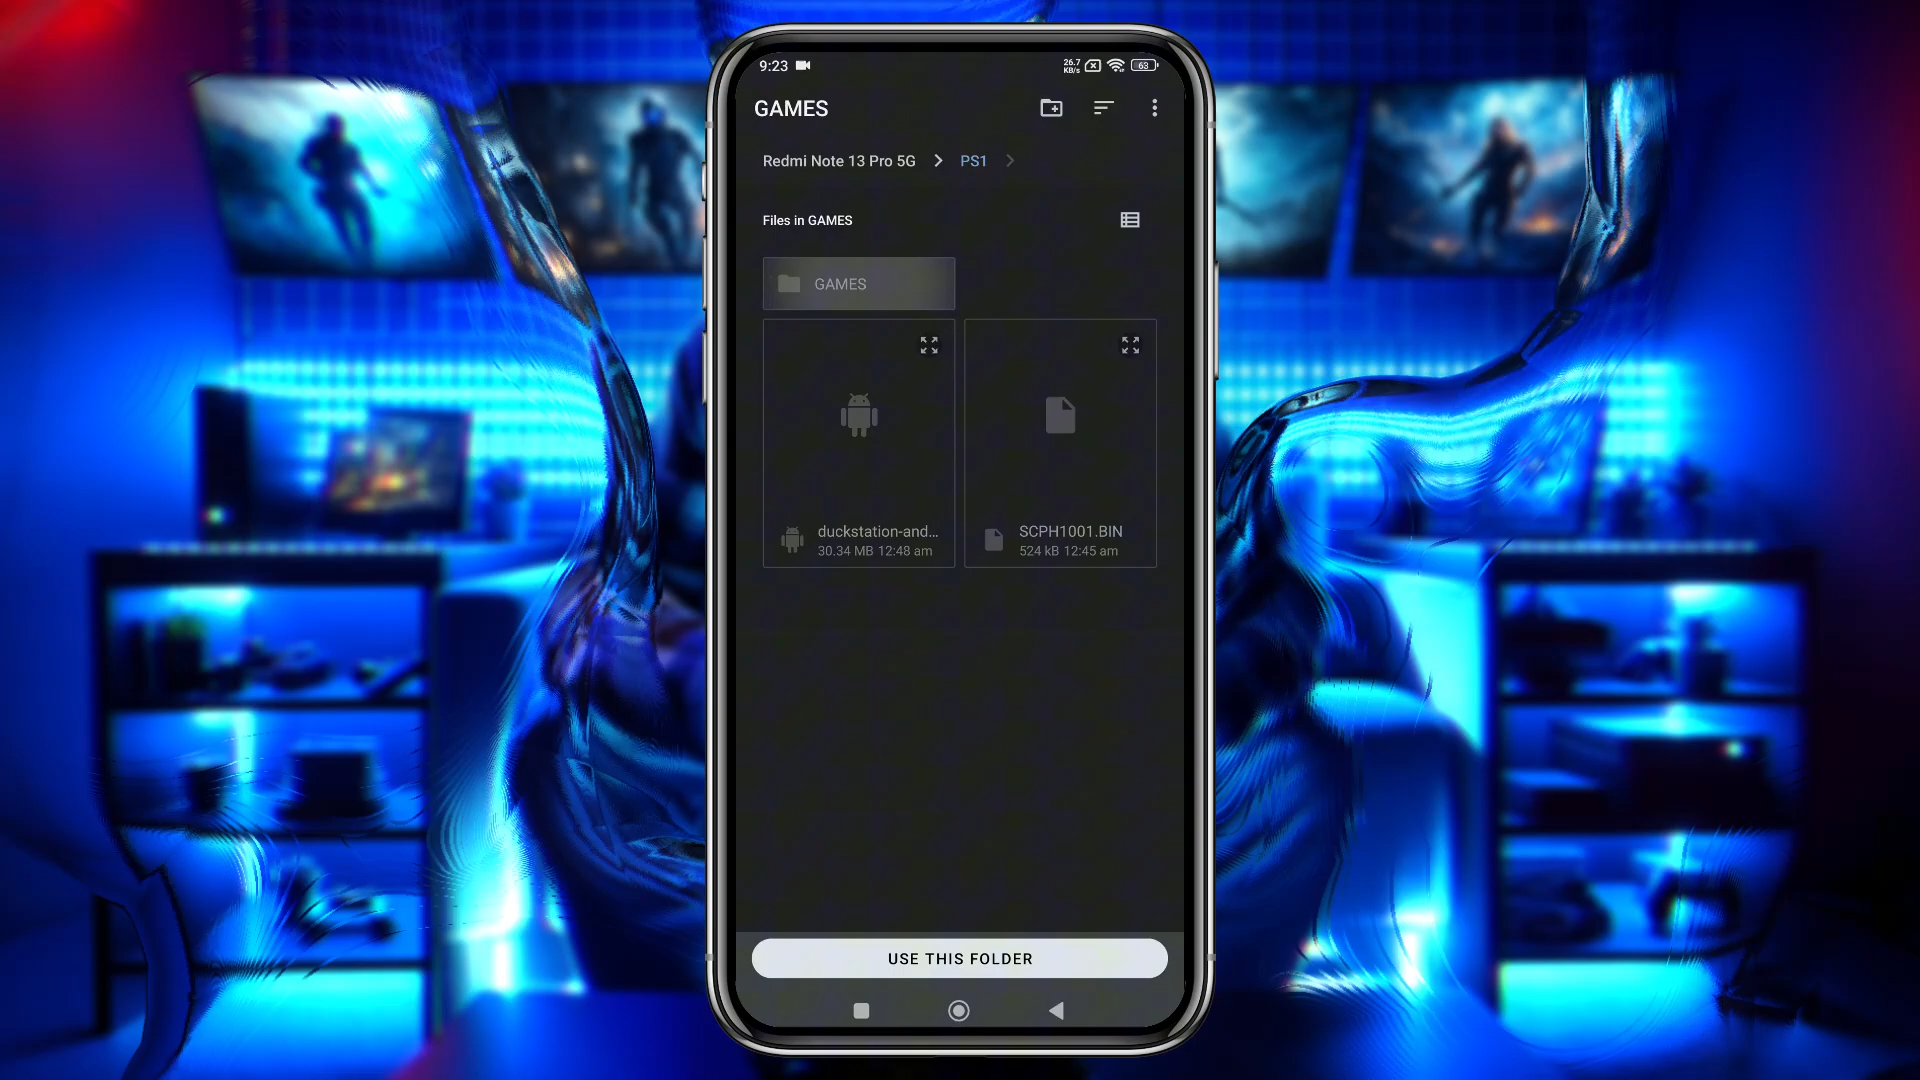 9:23
26.7
KB/s
63
GAMES
Redmi Note 13 Pro 5G
PS1
Files in GAMES
GAMES
duckstation-and...
30.34 MB 12:48 am
SCPH1001.BIN
524 kB 12:45 am
USE THIS FOLDER